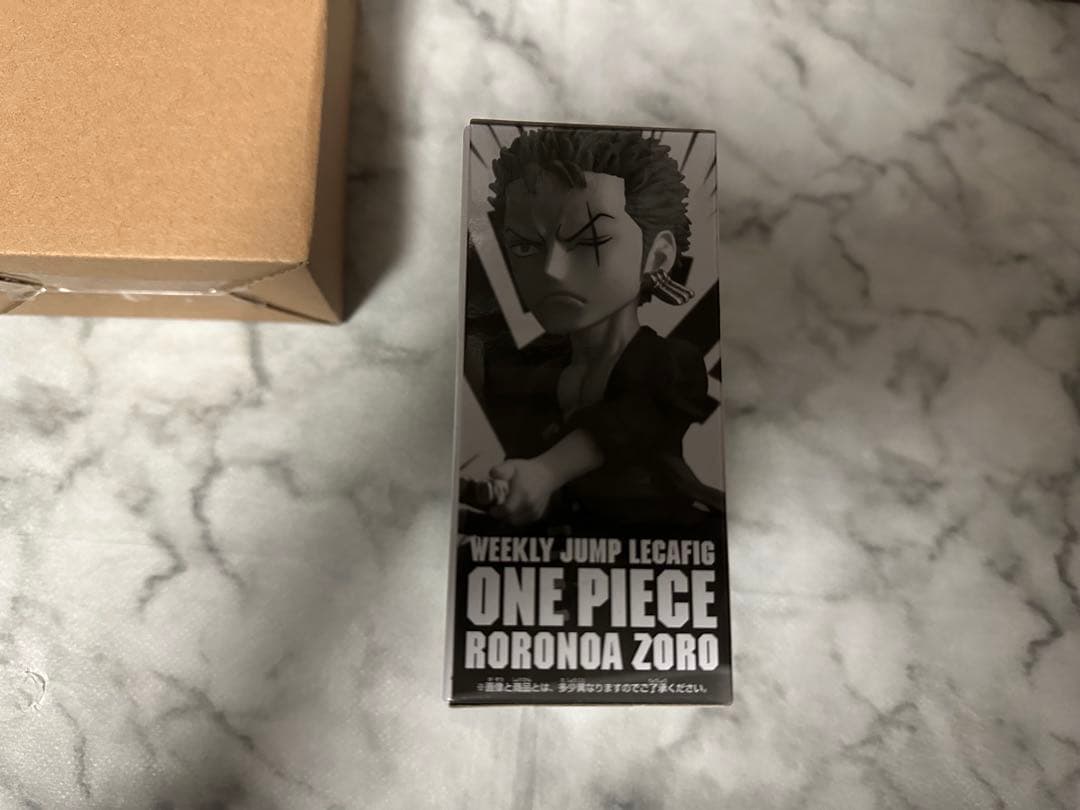 WEEKLY JUMP LECAFIG
ONE PIECE
RORONOA ZORO
※画像と商品とは、多少異なりますのでご了承ください。